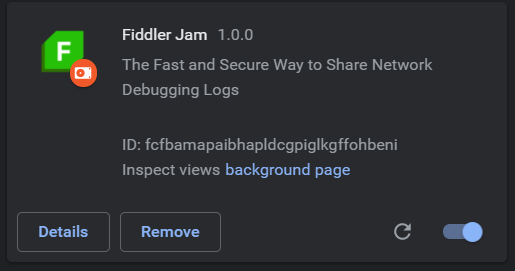 F
Fiddler Jam 1.0.0
The Fast and Secure Way to Share Network
Debugging Logs
ID: fcfbamapaibhapldcgpiglkgffohbeni
Inspect views background page
Details
Remove